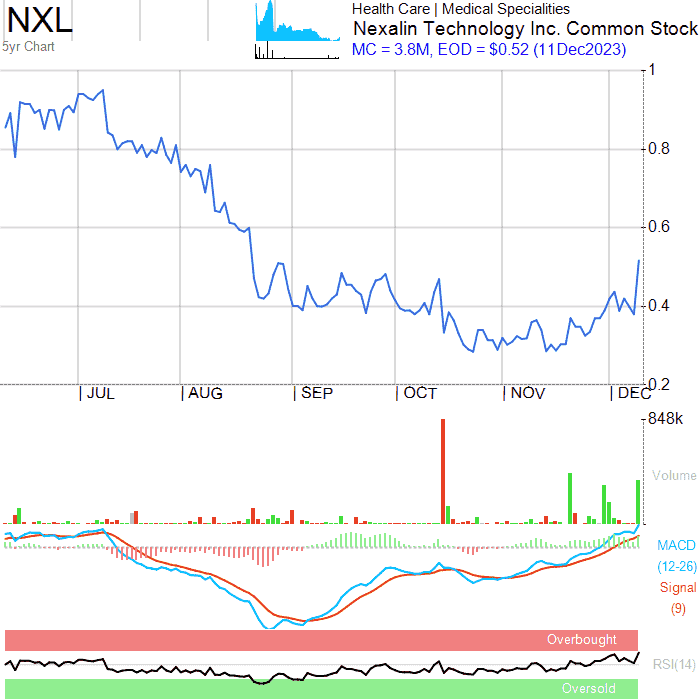 NXL
5yr Chart
Health Care | Medical Specialities
Nexalin Technology Inc. Common Stock
MC = 3.8M, EOD = $0.52 (11Dec2023)
1
0.8
0.6
0.4
0.2
JUL AUG SEP OCT NOV DEC
848k
Volume
MACD
(12-26)
Signal
(9)
Overbought
RSI(14)
Oversold